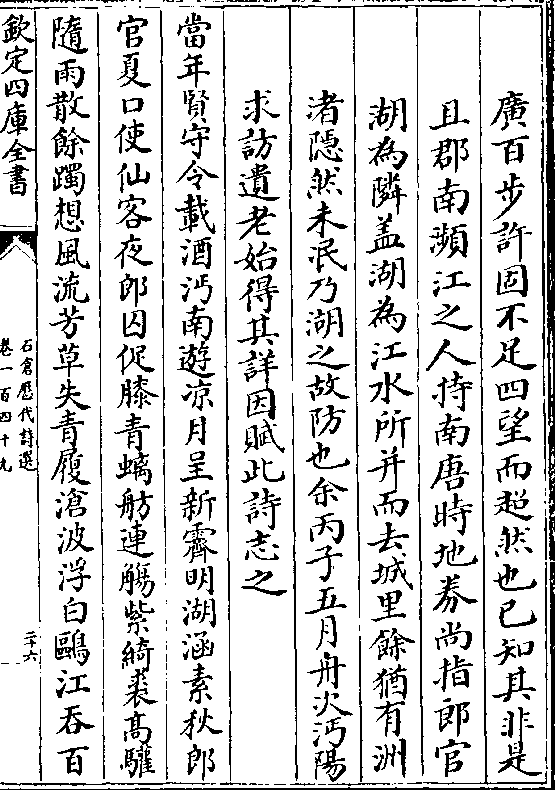 廣百步許固不足四望而超然也已知其非是
且郡南瀕江之人持南唐時地券尚指郎官
湖為隣盖湖為江水所并而去城里餘猶有洲
渚隱然未泯乃湖之故防也余丙子五月舟次沔陽
求訪遺老始得其詳因賦此詩志之
當年賢守令載酒沔南遊凉月呈新霽明湖涵素秋郎
官夏口使仙客夜郎囚促膝青螭舫連觴紫綺裘高驩
隨雨散餘躅想風流芳草失青履滄波浮白鷗江吞百
欽定四庫全書
石倉歷代詩選
卷一百四十九
二十六